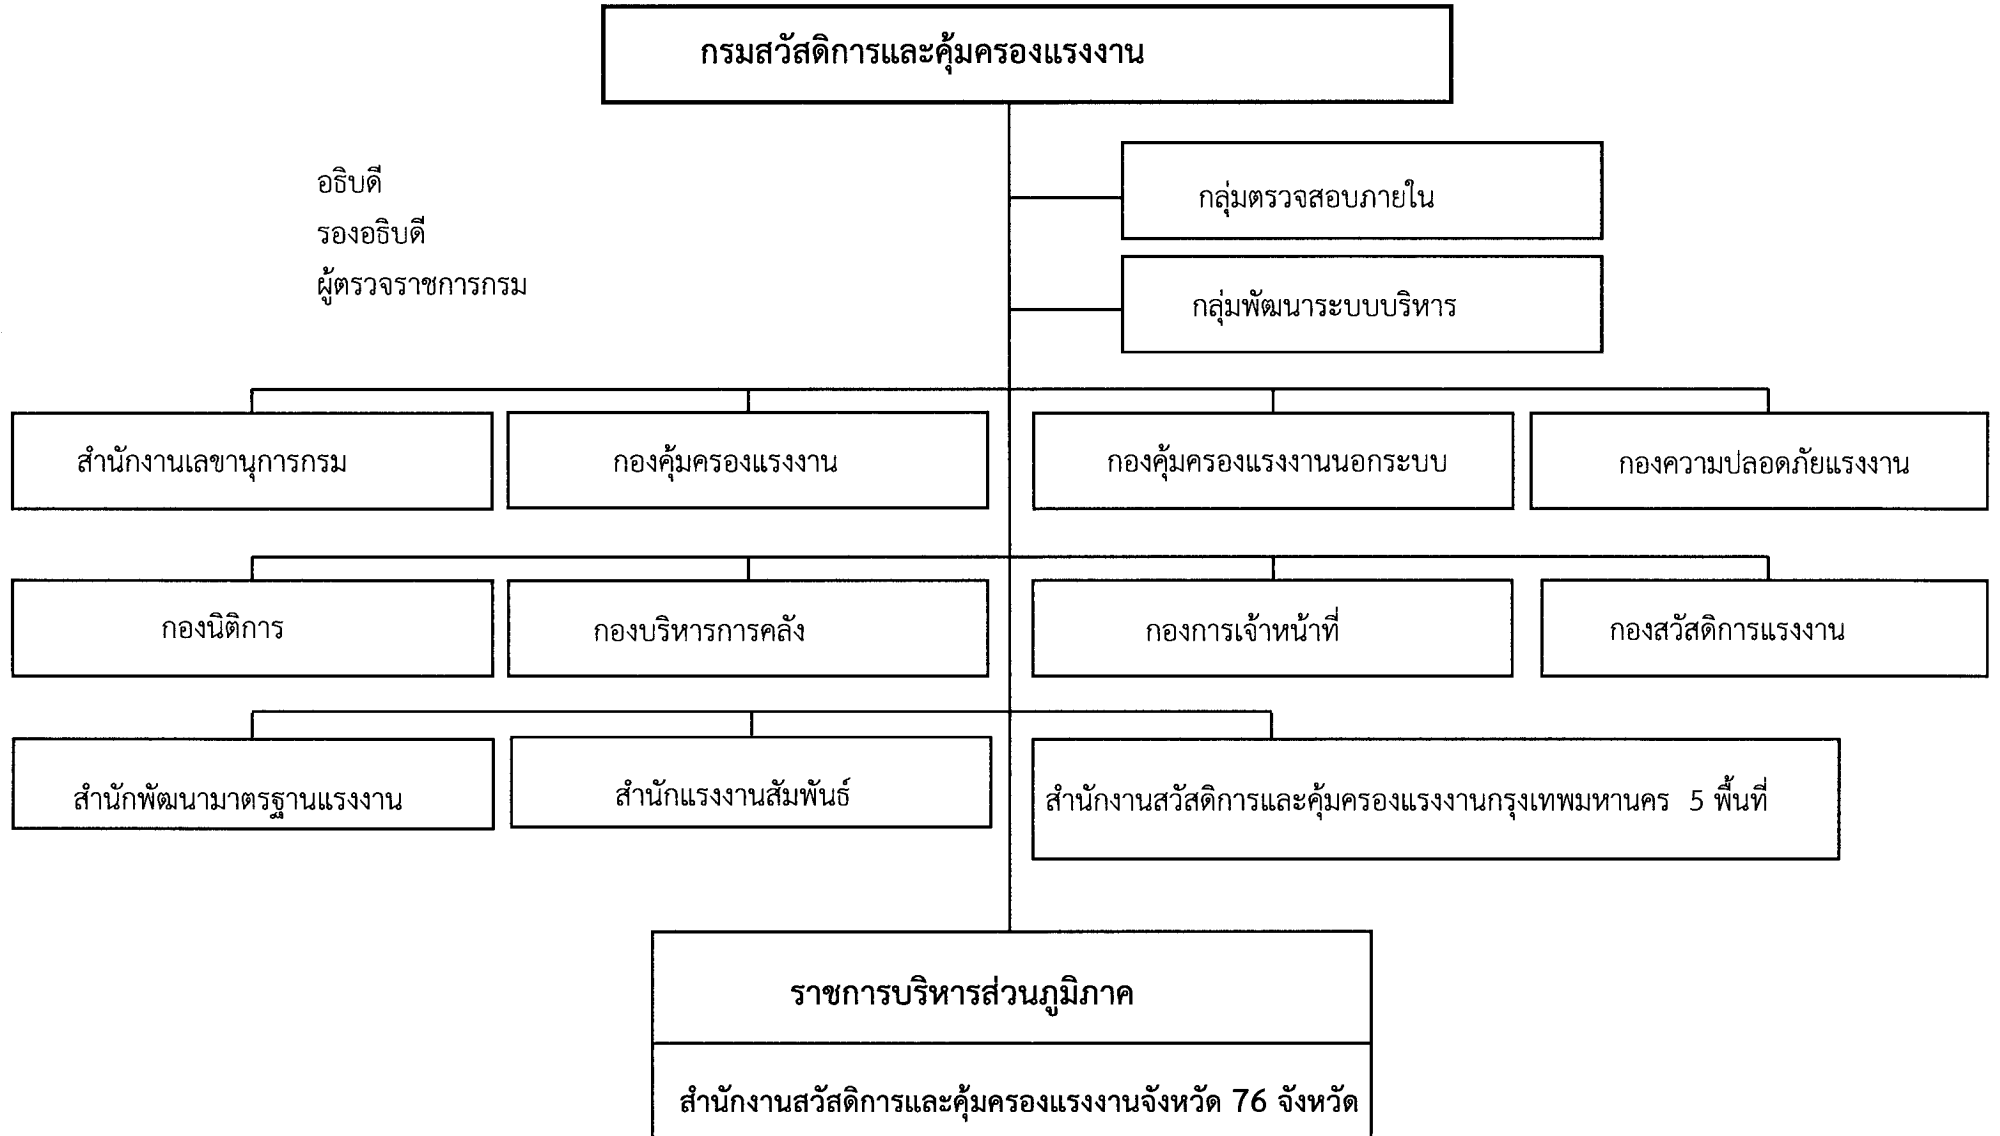 กรมสวัสดิการและคุ้มครองแรงงาน
อธิบดี
รองอธิบดี
ผู้ตรวจราชการกรม
กลุ่มตรวจสอบภายใน
กลุ่มพัฒนาระบบบริหาร
สำนักงานเลขานุการกรม
กองคุ้มครองแรงงาน
กองคุ้มครองแรงงานนอกระบบ
กองความปลอดภัยแรงงาน
กองนิติการ
กองบริหารการคลัง
กองการเจ้าหน้าที่
กองสวัสดิการแรงงาน
สำนักพัฒนามาตรฐานแรงงาน
สำนักแรงงานสัมพันธ์
สำนักงานสวัสดิการและคุ้มครองแรงงานกรุงเทพมหานคร 5 พื้นที่
ราชการบริหารส่วนภูมิภาค
สำนักงานสวัสดิการและคุ้มครองแรงงานจังหวัด 76 จังหวัด